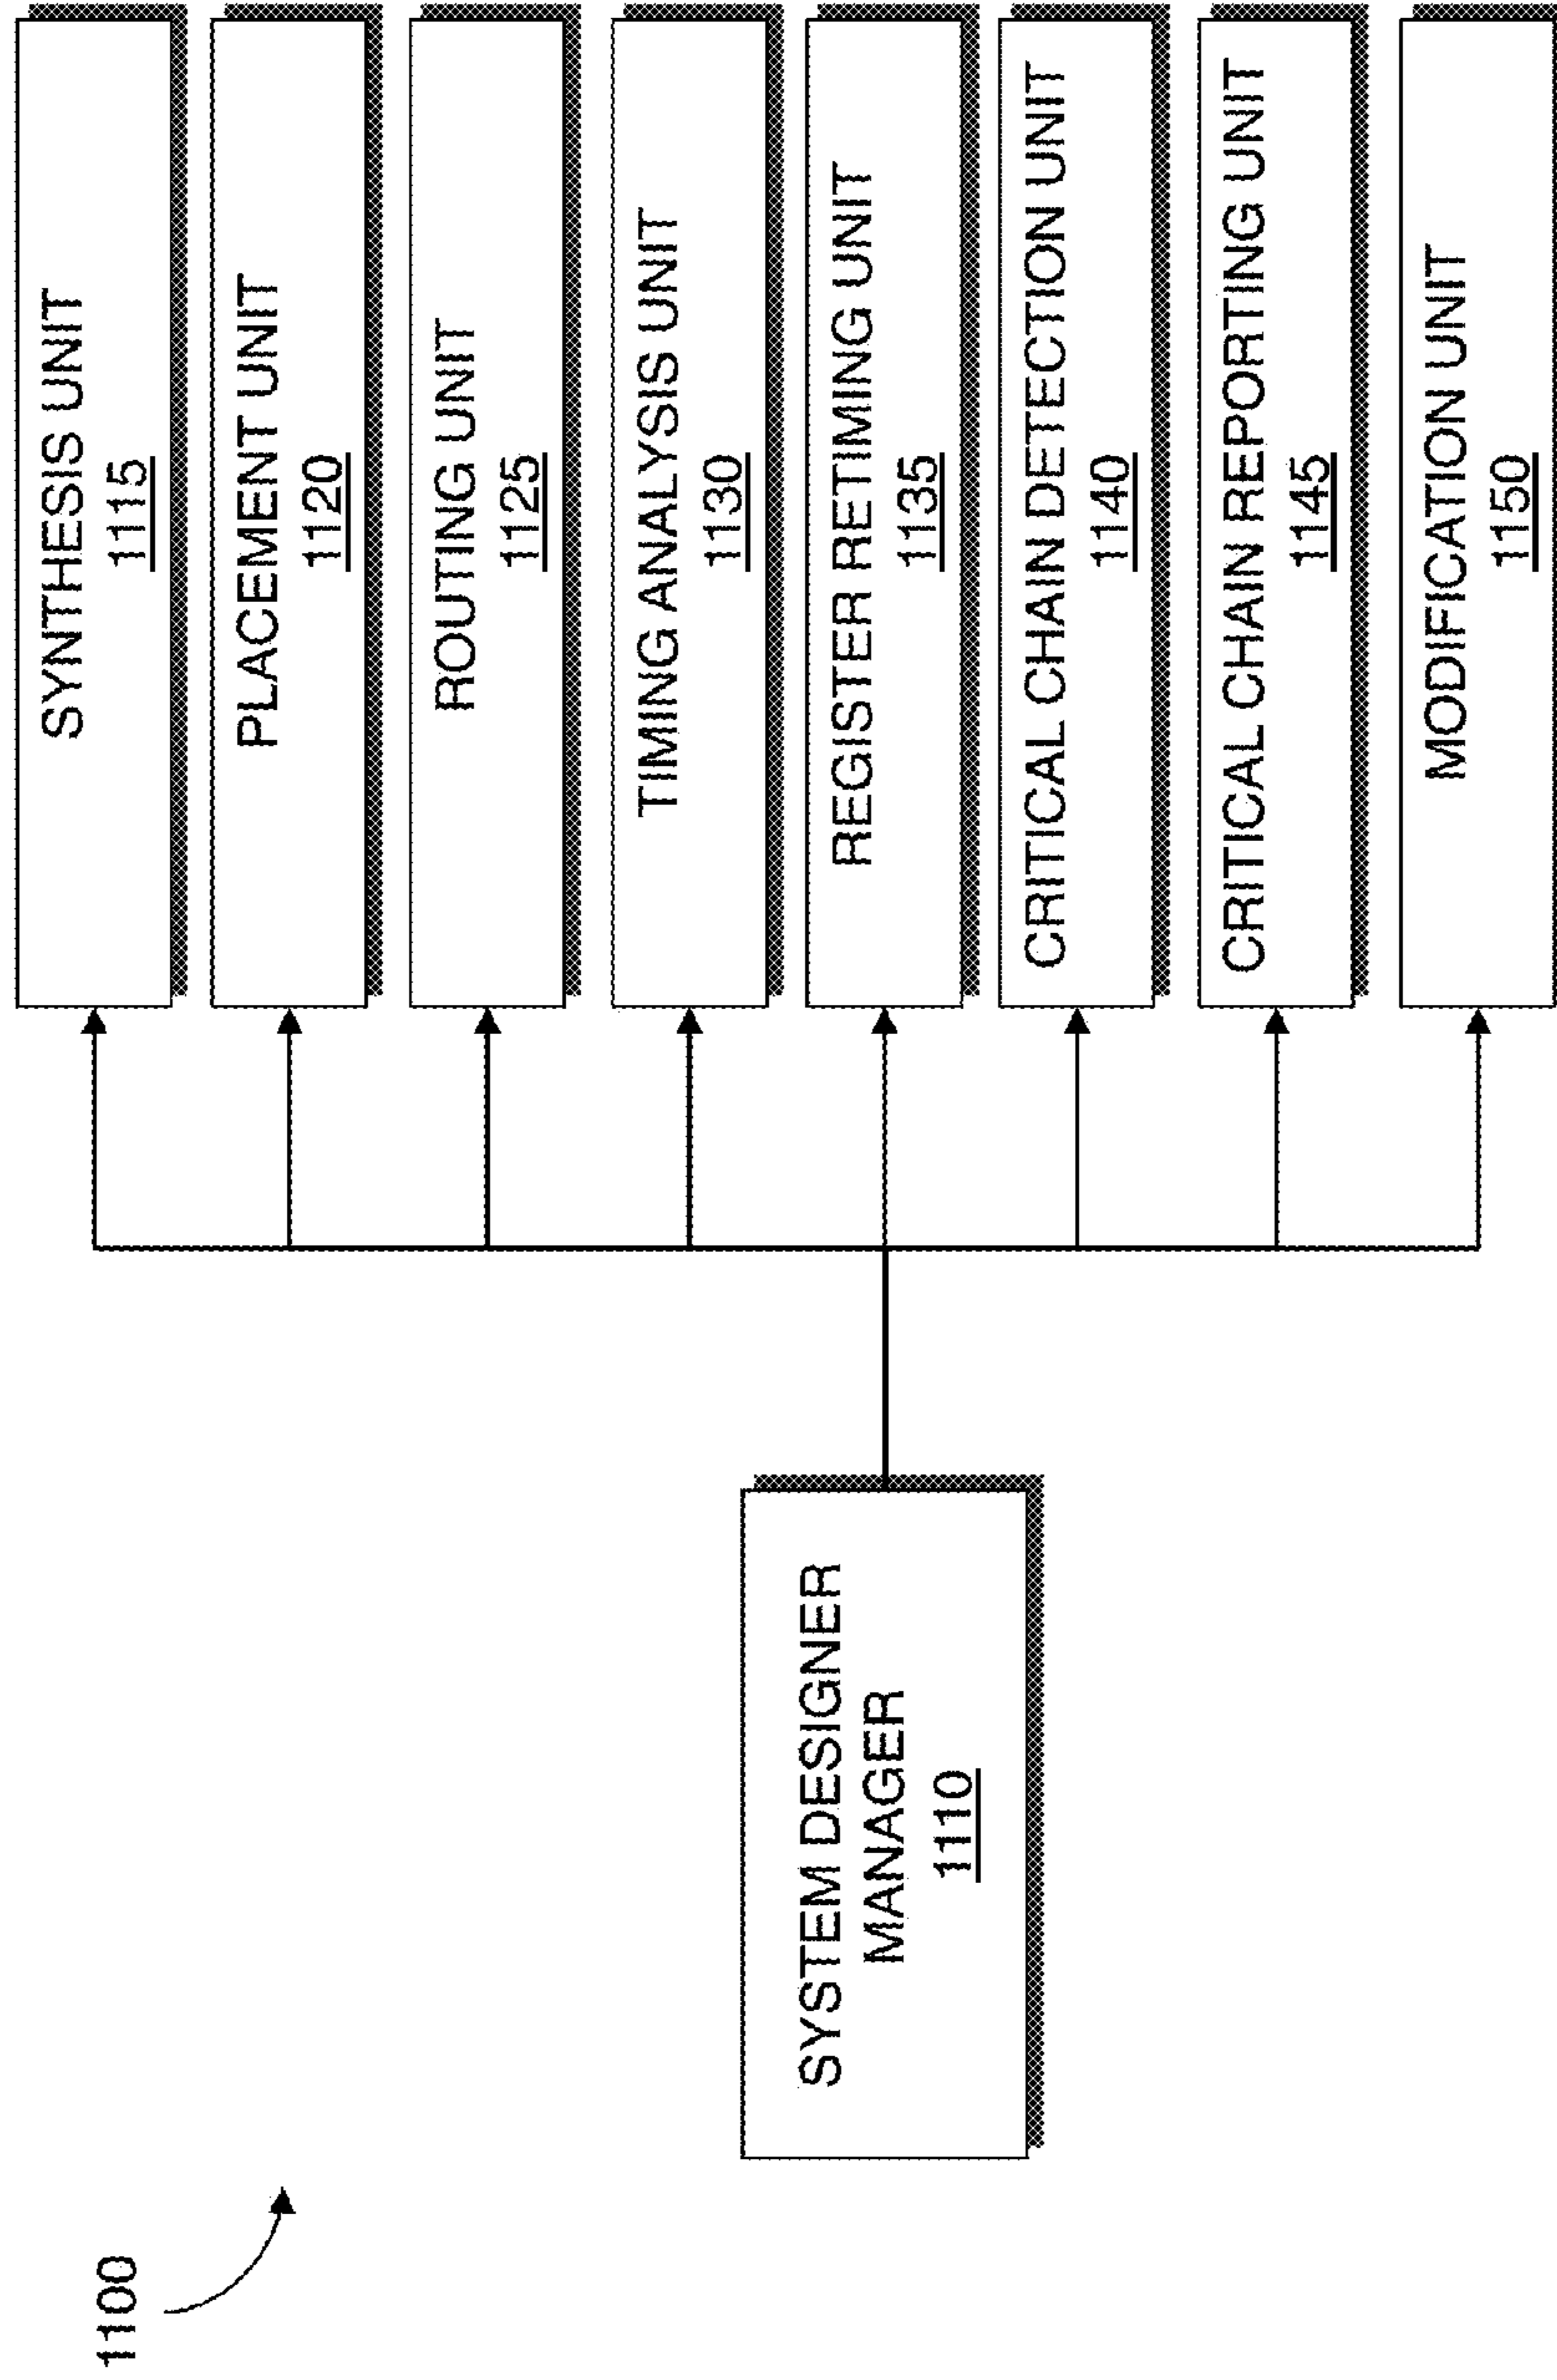 1100
SYSTEM DESIGNER
MANAGER
1110
SYNTHESIS UNIT
1115
PLACEMENT UNIT
1120
ROUTING UNIT
1125
TIMING ANALYSIS UNIT
1130
REGISTER RETIMING UNIT
1135
CRITICAL CHAIN DETECTION UNIT
1140
CRITICAL CHAIN REPORTING UNIT
1145
MODIFICATION UNIT
1150